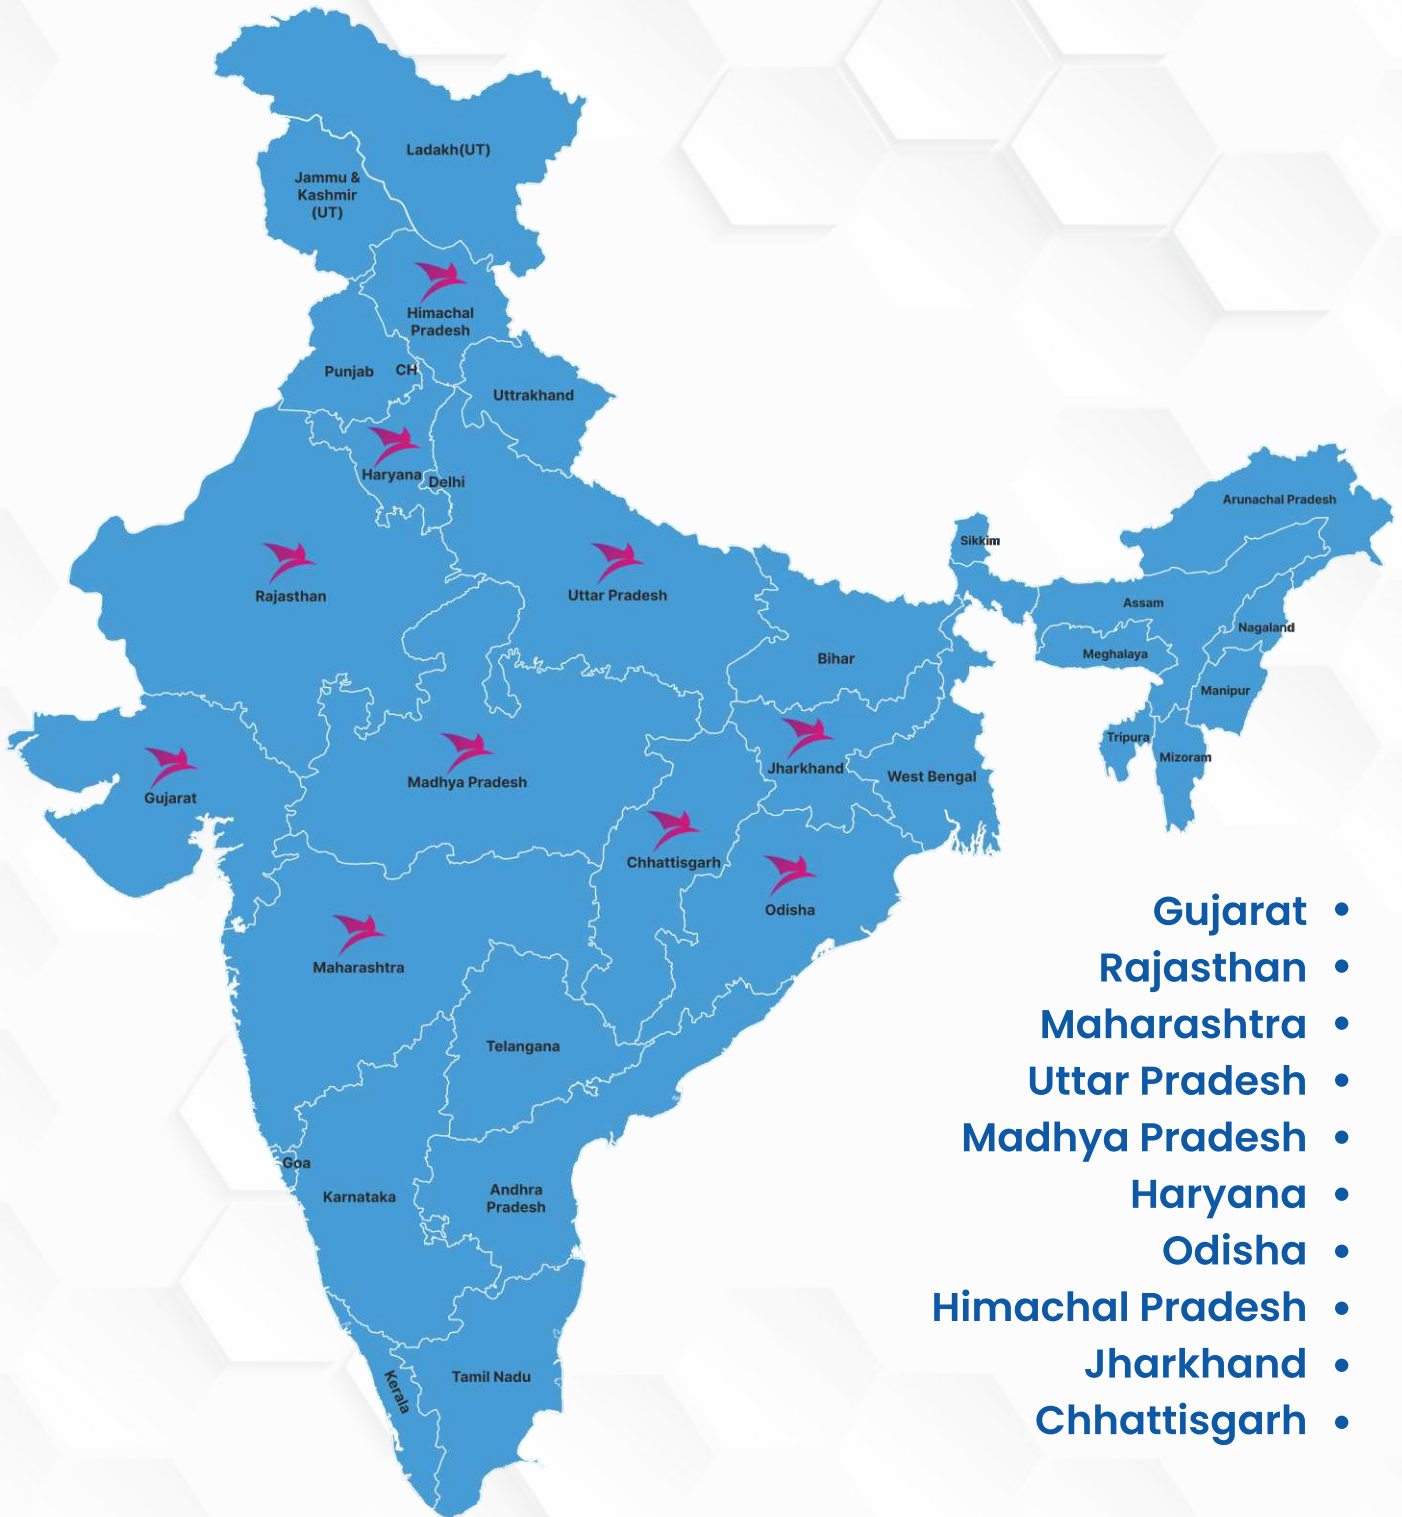 Ladakh(UT)
Jammu &
Kashmir
(UT)
Himachal
Pradesh
Punjab
CH
Uttrakhand
Haryana
Delhi
Arunachal Pradesh
Sikkim
Rajasthan
Uttar Pradesh
Assam
Nagaland
Bihar
Meghalaya
Manipur
Tripura
Mizoram
Gujarat
Madhya Pradesh
Jharkhand
West Bengal
Chhattisgarh
Odisha
Maharashtra
Telangana
Goa
Karnataka
Andhra
Pradesh
Kerala
Tamil Nadu
Gujarat •
Rajasthan •
Maharashtra •
Uttar Pradesh •
Madhya Pradesh •
Haryana •
Odisha •
Himachal Pradesh •
Jharkhand •
Chhattisgarh •